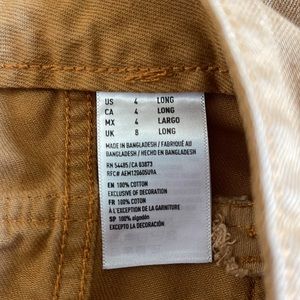 US 4 LONG
CA 4 LONG
MX 4 LARGO
UK 8 LONG
MADE IN BANGLADESH / FABRIQUÉ AU
BANGLADESH / HECHO EN BANGLADESH
RN 54485/CA 03873
RFC# AEM120605U9A
EN 100% COTTON
EXCLUSIVE OF DECORATION
FR 100% COTON
À L'EXCEPTION DE LA GARNITURE
SP 100% algodón
EXCEPTO LA DECORACIÓN